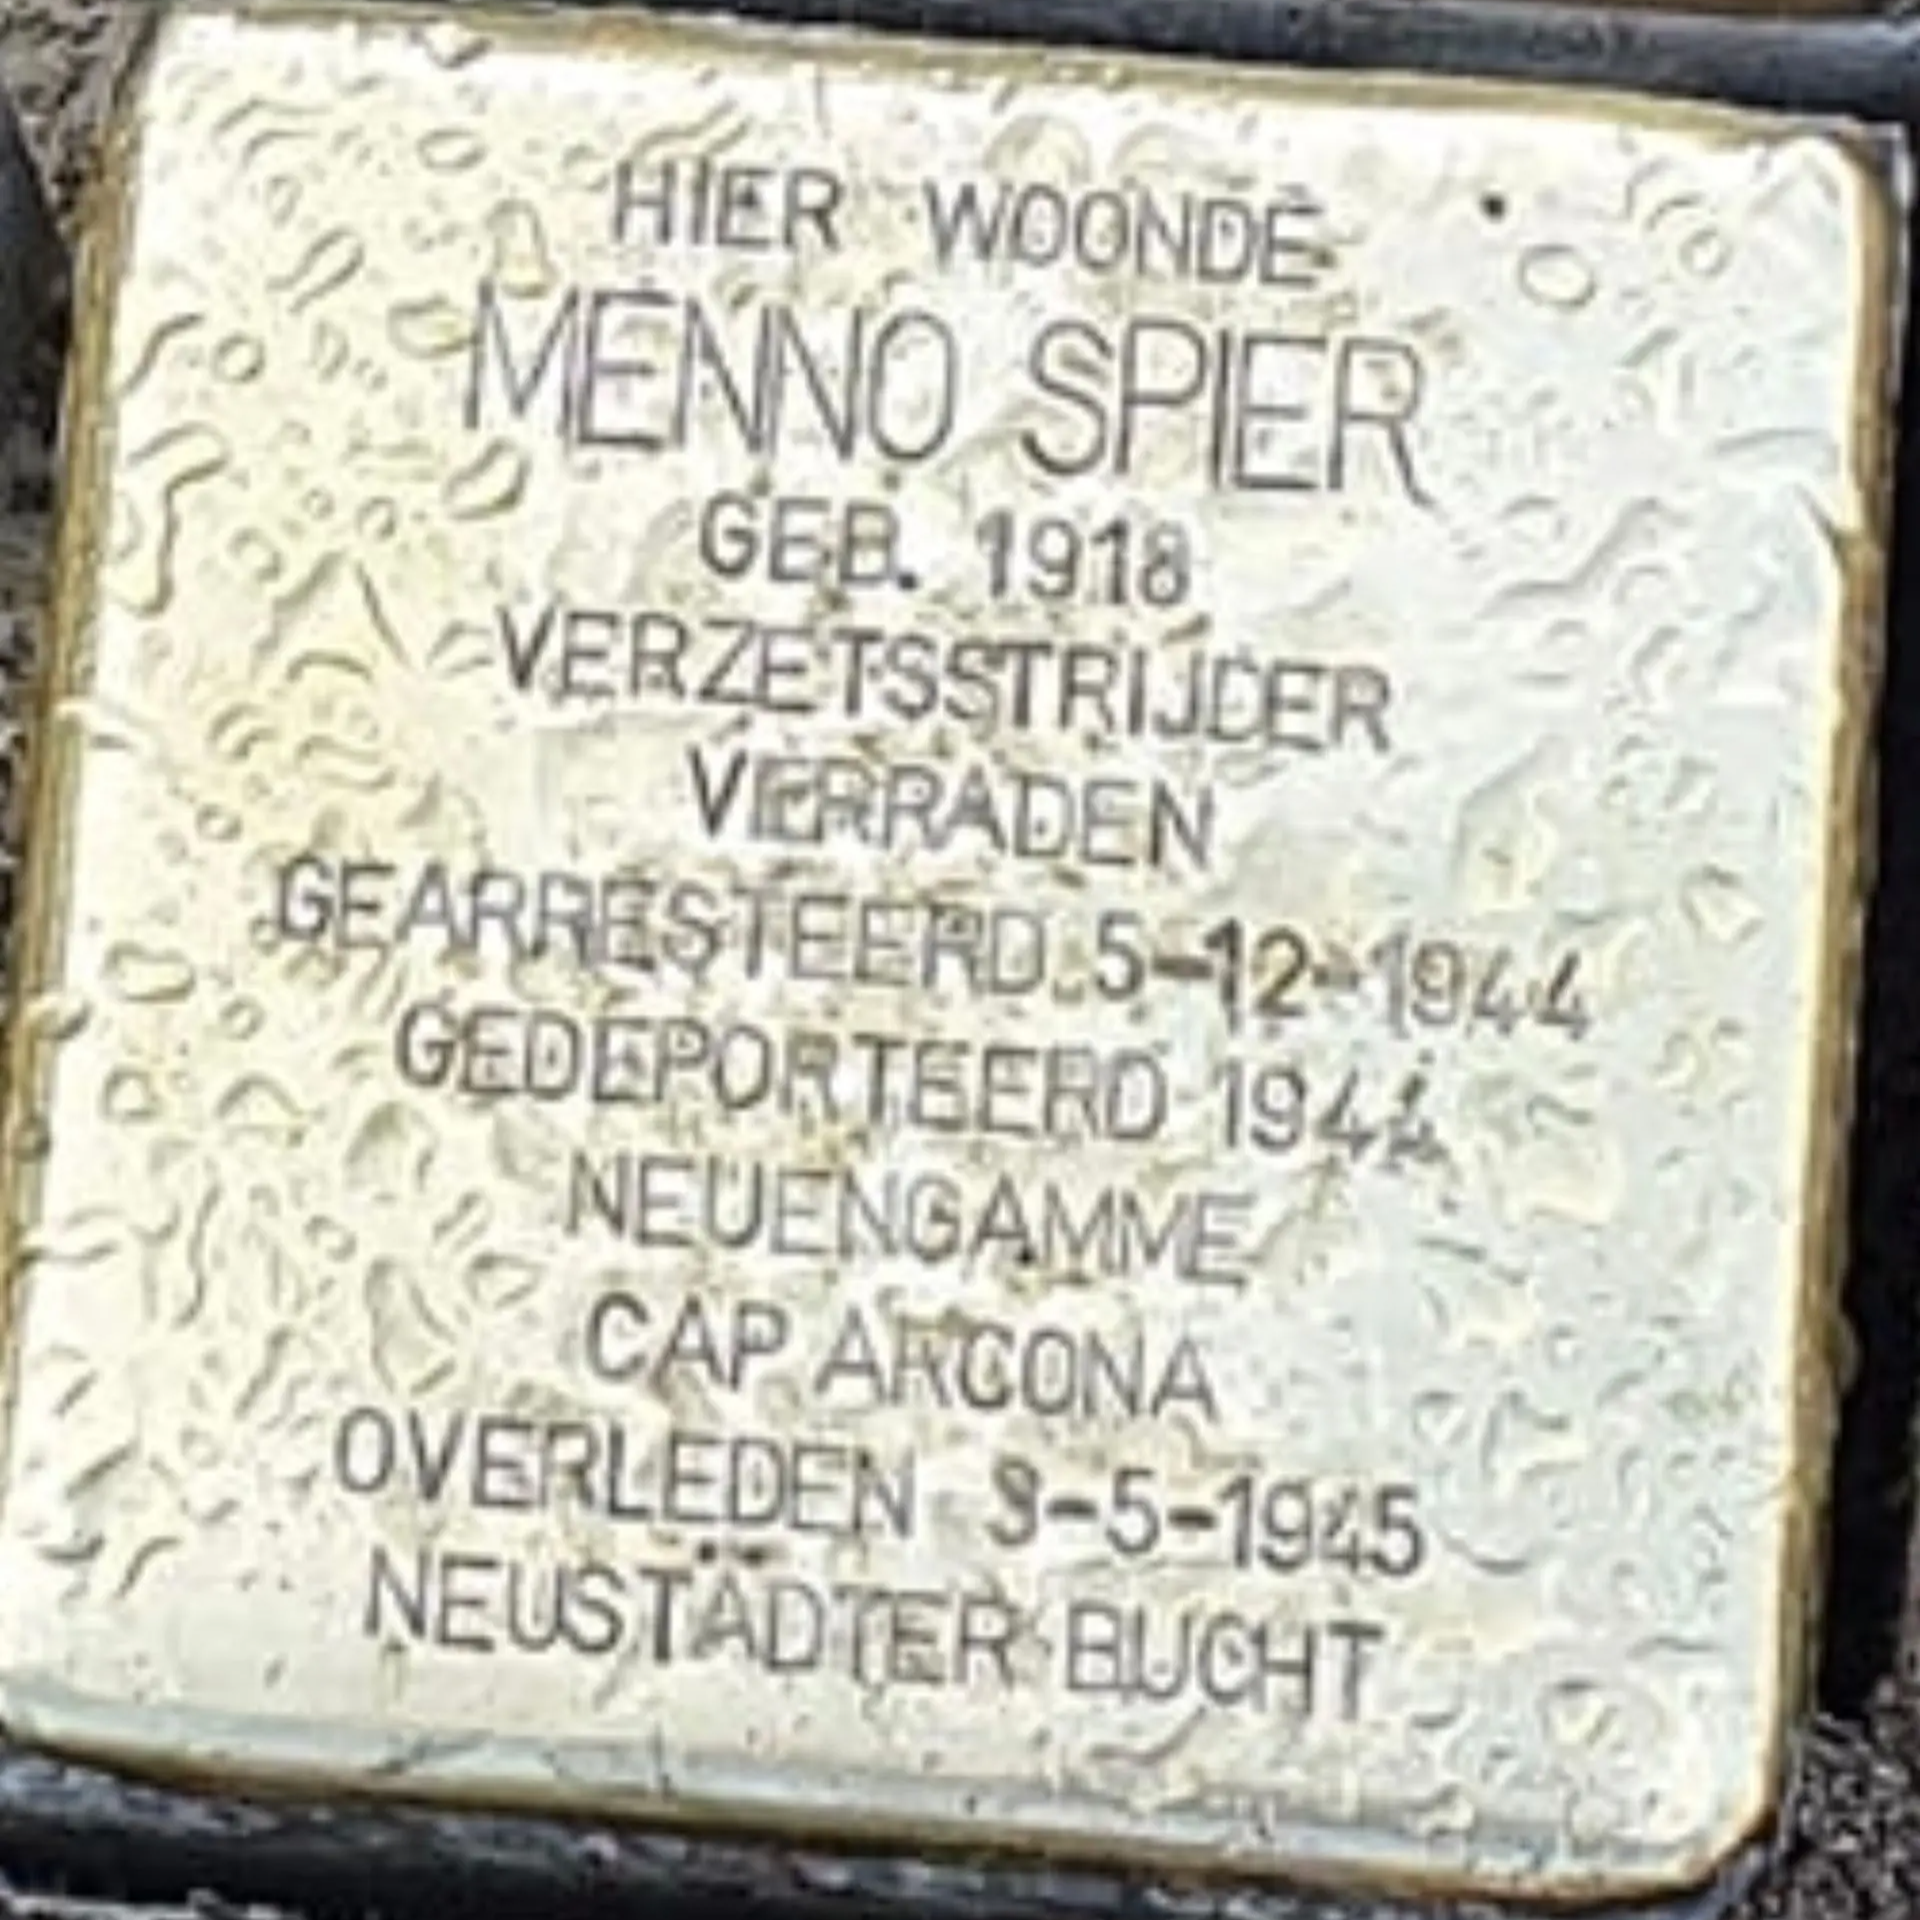 HIER WOONDE
MENNO SPIER
GEB. 1918
VERZETSSTRIJDER
VERRADEN
GEARRESTEERD 5-12-1944
GEDEPORTEERD 1944
NEUENGAMME
CAP ARCONA
OVERLEDEN 3-5-1945
NEUSTÄDTER BUCHT